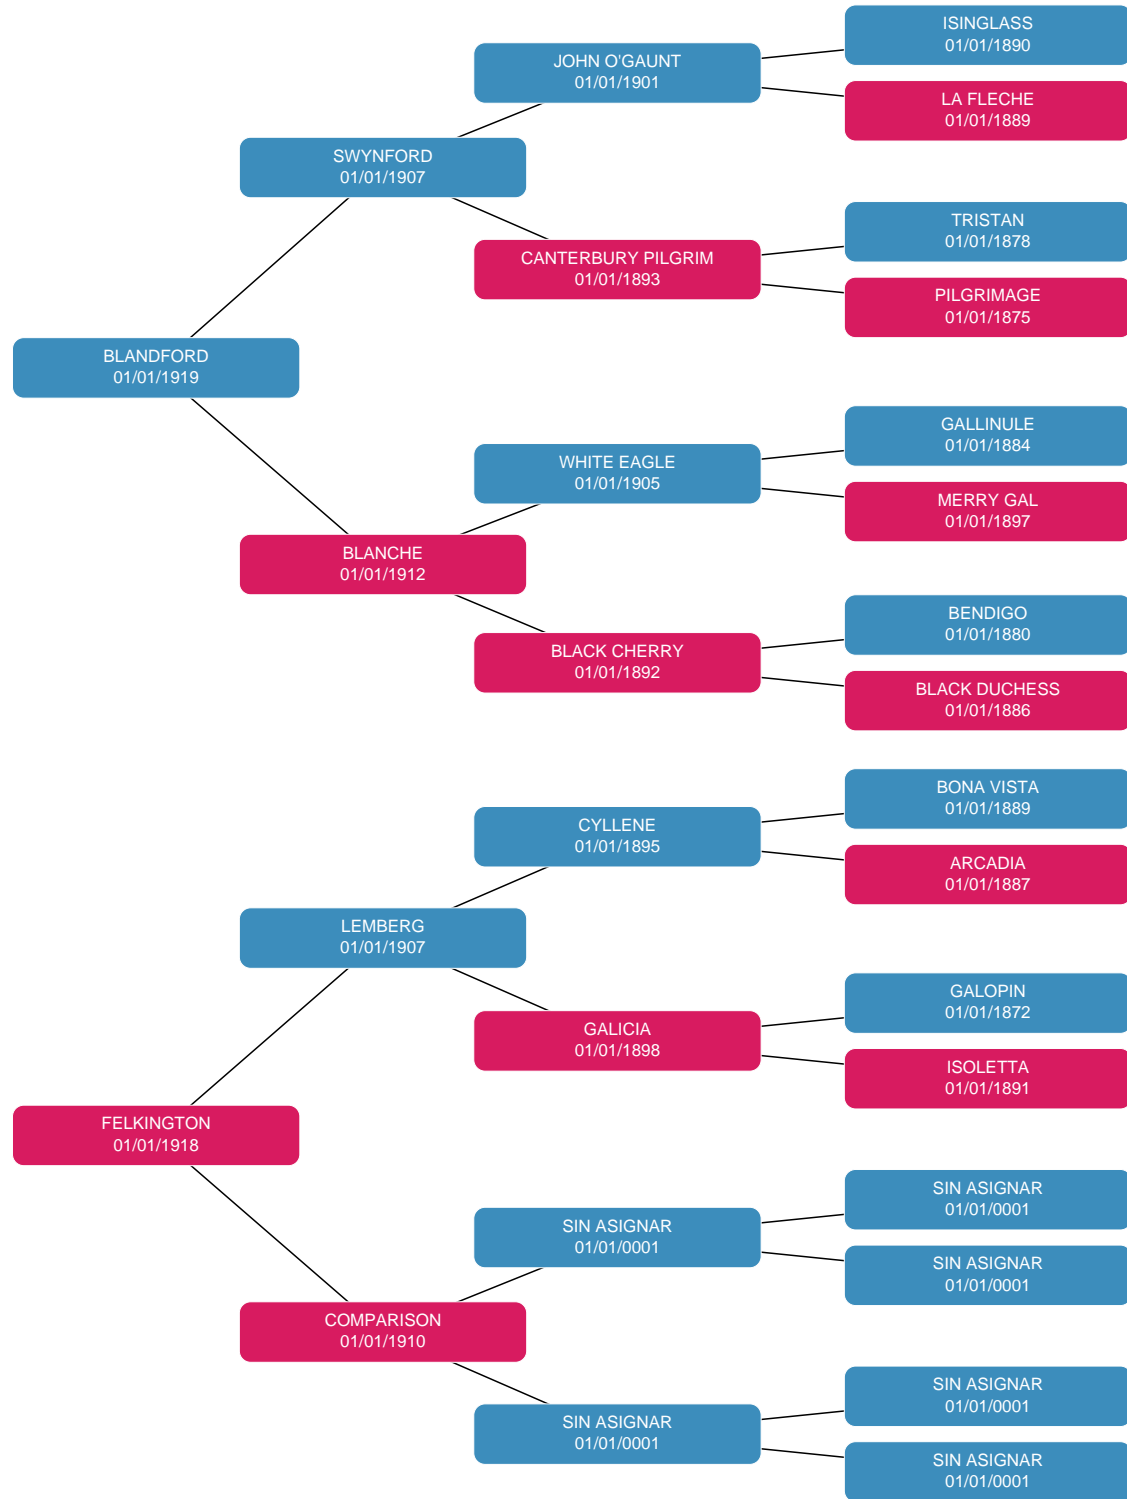 ISINGLASS
01/01/1890
JOHN O'GAUNT
01/01/1901
LA FLECHE
01/01/1889
SWYNFORD
01/01/1907
TRISTAN
01/01/1878
CANTERBURY PILGRIM
01/01/1893
PILGRIMAGE
01/01/1875
BLANDFORD
01/01/1919
GALLINULE
01/01/1884
WHITE EAGLE
01/01/1905
MERRY GAL
01/01/1897
BLANCHE
01/01/1912
BENDIGO
01/01/1880
BLACK CHERRY
01/01/1892
BLACK DUCHESS
01/01/1886
BONA VISTA
01/01/1889
CYLLENE
01/01/1895
ARCADIA
01/01/1887
LEMBERG
01/01/1907
GALOPIN
01/01/1872
GALICIA
01/01/1898
ISOLETTA
01/01/1891
FELKINGTON
01/01/1918
SIN ASIGNAR
01/01/0001
SIN ASIGNAR
01/01/0001
SIN ASIGNAR
01/01/0001
COMPARISON
01/01/1910
SIN ASIGNAR
01/01/0001
SIN ASIGNAR
01/01/0001
SIN ASIGNAR
01/01/0001